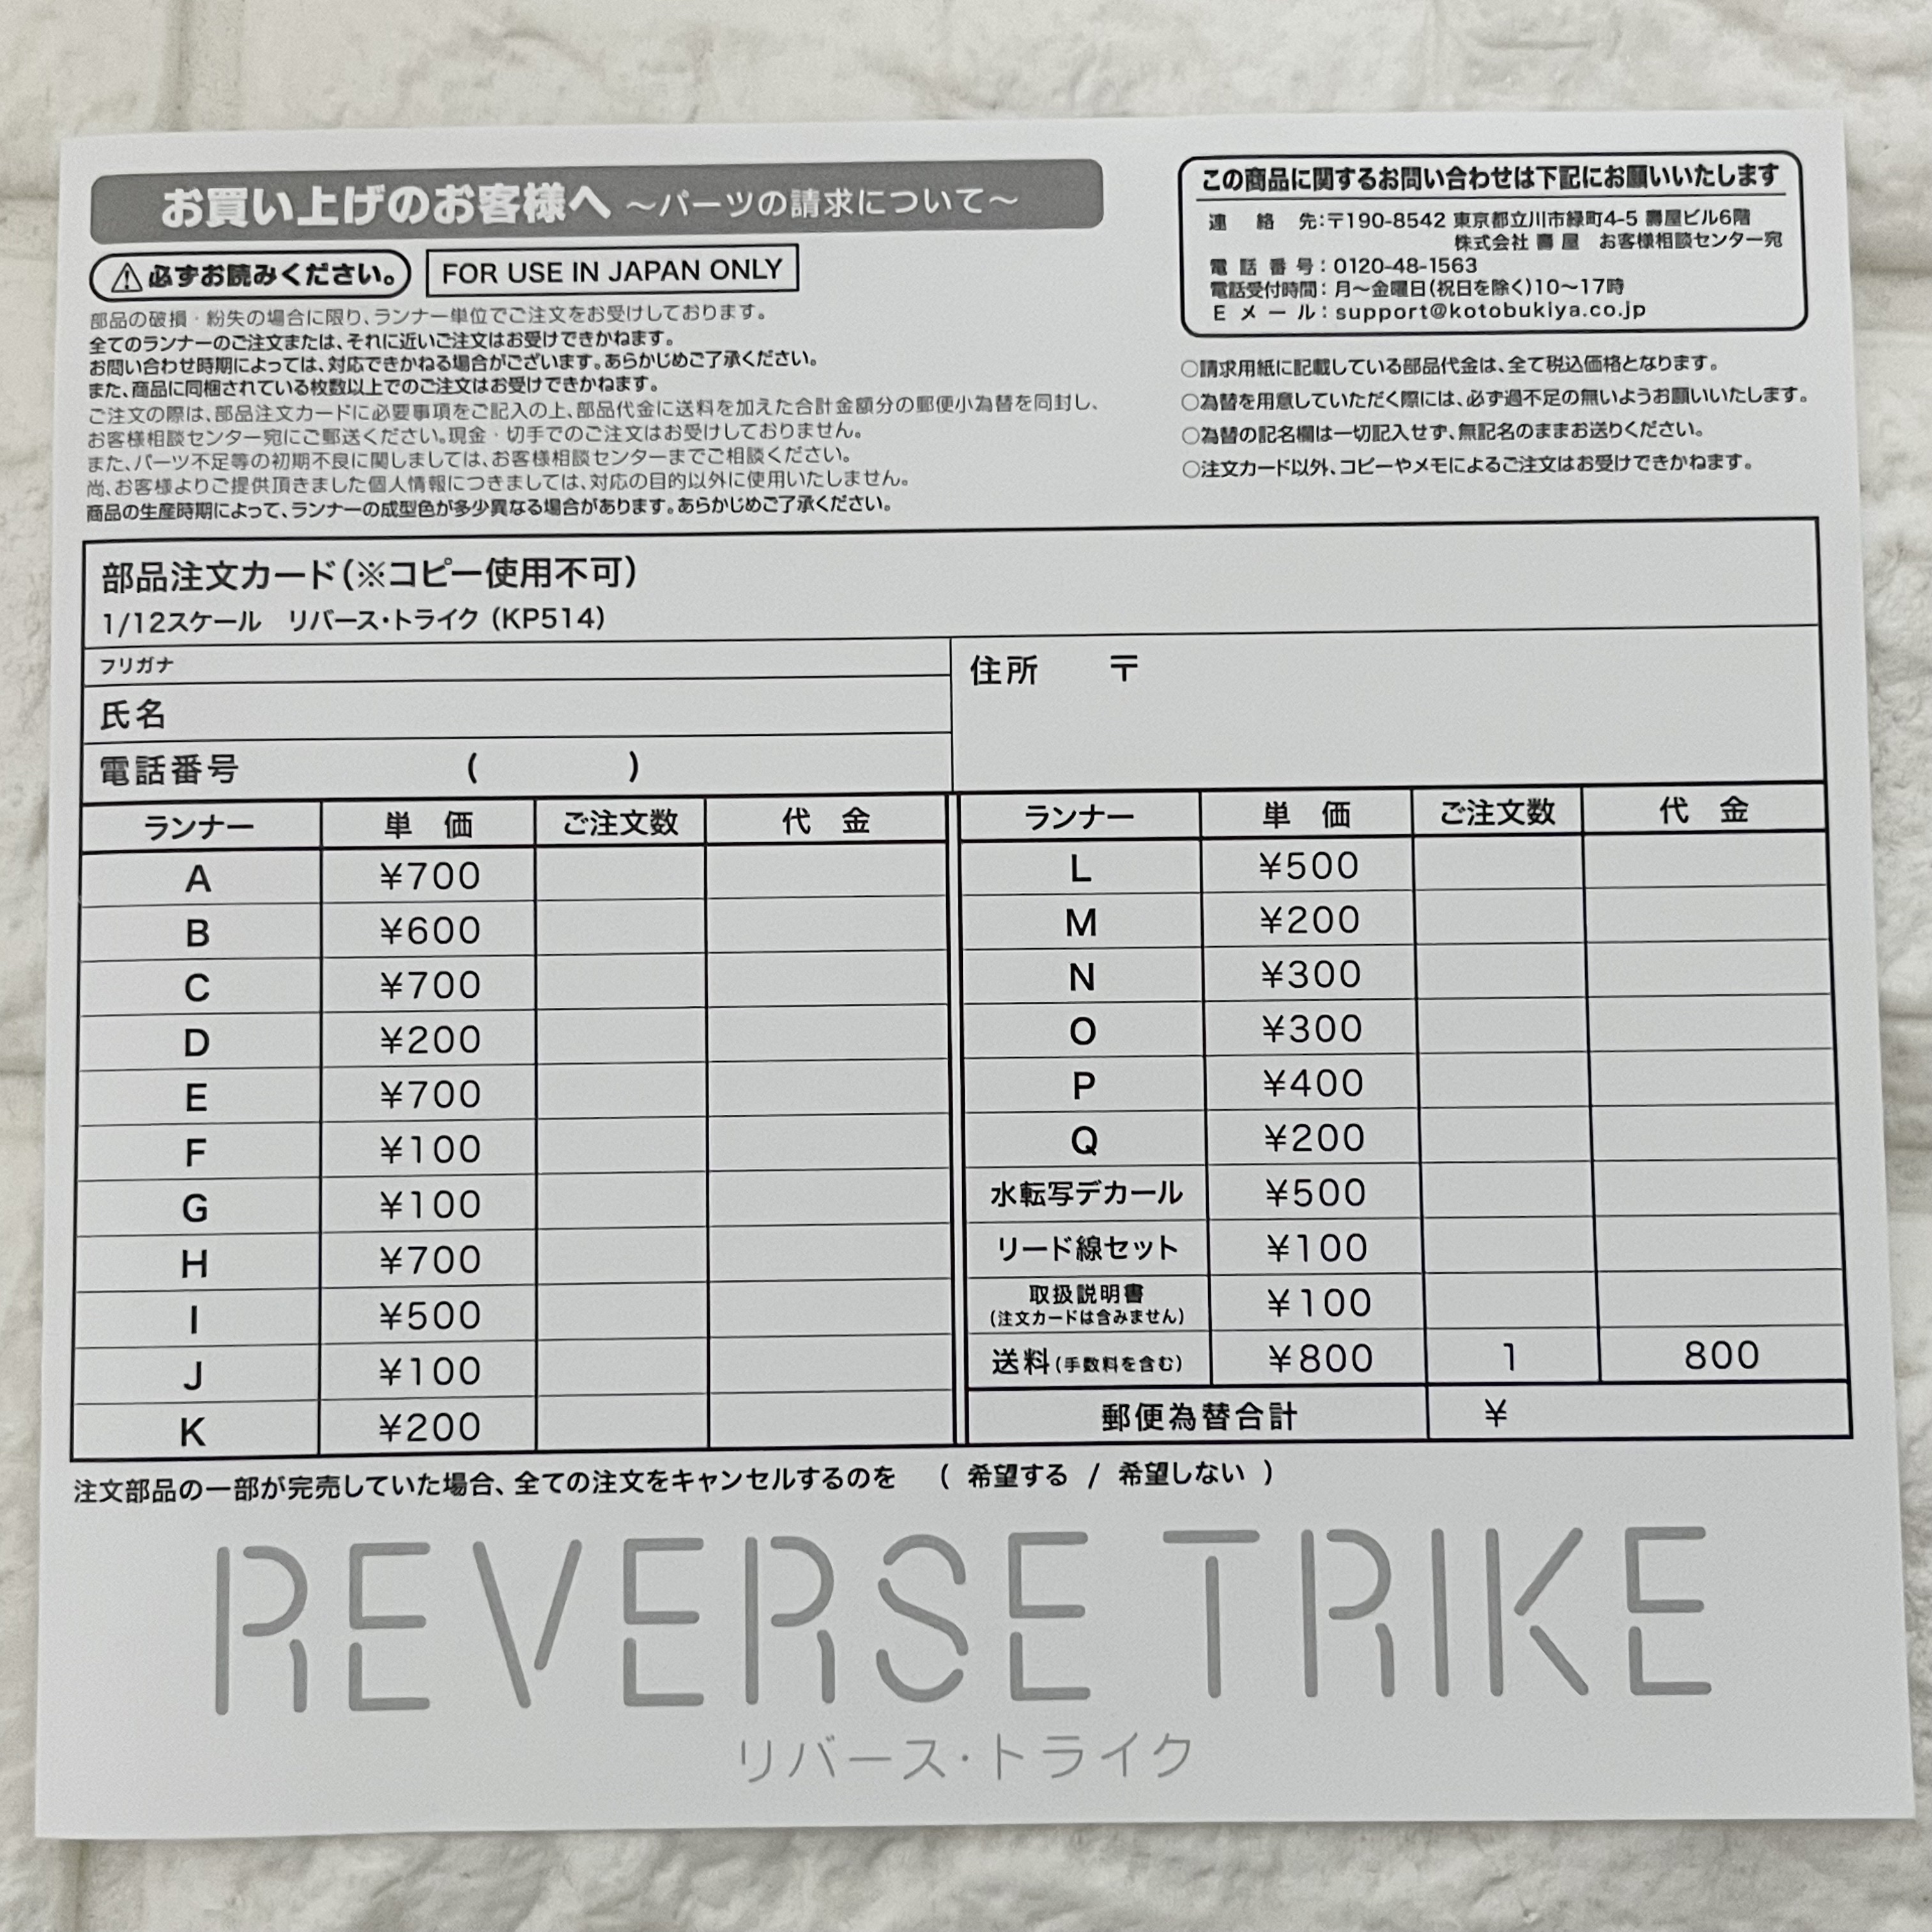 お買い上げのお客様へ ～パーツの請求について～
⚠必ずお読みください。 FOR USE IN JAPAN ONLY
部品の破損・紛失の場合に限り、ランナー単位でご注文をお受けしております。
全てのランナーのご注文または、それに近いご注文はお受けできかねます。
お問い合わせ時期によっては、対応できかねる場合がございます。あらかじめご了承ください。
また、商品に同梱されている枚数以上でのご注文はお受けできかねます。
ご注文の際は、部品注文カードに必要事項をご記入の上、部品代金に送料を加えた合計金額分の郵便小為替を同封し、
お客様相談センター宛にご郵送ください。現金・切手でのご注文はお受けしておりません。
また、パーツ不足等の初期不良に関しましては、お客様相談センターまでご相談ください。
尚、お客様よりご提供頂きました個人情報につきましては、対応の目的以外に使用いたしません。
商品の生産時期によって、ランナーの成型色が多少異なる場合があります。あらかじめご了承ください。
この商品に関するお問い合わせは下記にお願いいたします
連絡先:〒190-8542 東京都立川市緑町4-5 壽屋ビル6階
株式会社 壽屋 お客様相談センター宛
電話番号:0120-48-1563
電話受付時間:月～金曜日(祝日を除く)10～17時
Eメール:support@kotobukiya.co.jp
○請求用紙に記載している部品代金は、全て税込価格となります。
○為替を用意していただく際には、必ず過不足の無いようお願いいたします。
○為替の記名欄は一切記入せず、無記名のままお送りください。
○注文カード以外、コピーやメモによるご注文はお受けできかねます。
部品注文カード(※コピー使用不可)
1/12スケール リバース・トライク (KP514)
フリガナ
氏名
電話番号 ( )
住所 〒
ランナー 単価 ご注文数 代金
A ¥700
B ¥600
C ¥700
D ¥200
E ¥700
F ¥100
G ¥100
H ¥700
I ¥500
J ¥100
K ¥200
ランナー 単価 ご注文数 代金
L ¥500
M ¥200
N ¥300
O ¥300
P ¥400
Q ¥200
水転写デカール ¥500
リード線セット ¥100
取扱説明書
(注文カードは含みません) ¥100
送料(手数料を含む) ¥800 1 800
郵便為替合計 ¥
注文部品の一部が完売していた場合、全ての注文をキャンセルするのを ( 希望する / 希望しない )
REVERSE TRIKE
リバース・トライク